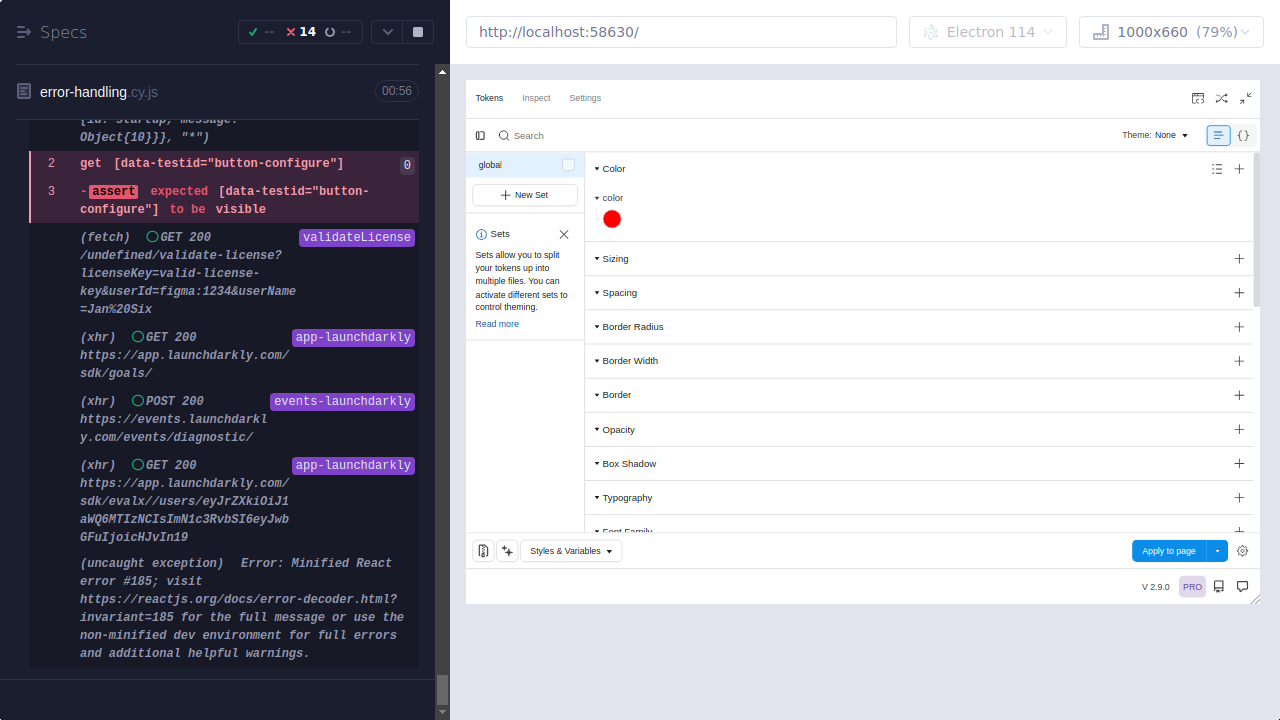 Specs
--
14
--
error-handling.cy.js
00:56
{id: startup, message:
Object{10}}}, "*")
2 get [data-testid="button-configure"] 0
3 -assert expected [data-testid="button-
configure"] to be visible
(fetch) GET 200 validateLicense
/undefined/validate-license?
licenseKey=valid-license-
key&userId=figma:1234&userName
=Jan%20Six
(xhr) GET 200 app-launchdarkly
https://app.launchdarkly.com/
sdk/goals/
(xhr) POST 200 events-launchdarkly
https://events.launchdarkl
y.com/events/diagnostic/
(xhr) GET 200 app-launchdarkly
https://app.launchdarkly.com/
sdk/evalx//users/eyJrZXkiOiJ1
aWQ6MTIzNCIsImN1c3RvbSI6eyJwb
GFuIjoicHJvIn19
(uncaught exception) Error: Minified React
error #185; visit
https://reactjs.org/docs/error-decoder.html?
invariant=185 for the full message or use the
non-minified dev environment for full errors
and additional helpful warnings.
http://localhost:58630/
Electron 114
1000x660 (79%)
Tokens Inspect Settings
Search
Theme: None
global
New Set
Sets
Sets allow you to split
your tokens up into
multiple files. You can
activate different sets to
control theming.
Read more
Color
color
Sizing
Spacing
Border Radius
Border Width
Border
Opacity
Box Shadow
Typography
Font Family
Styles & Variables
Apply to page
V 2.9.0
PRO